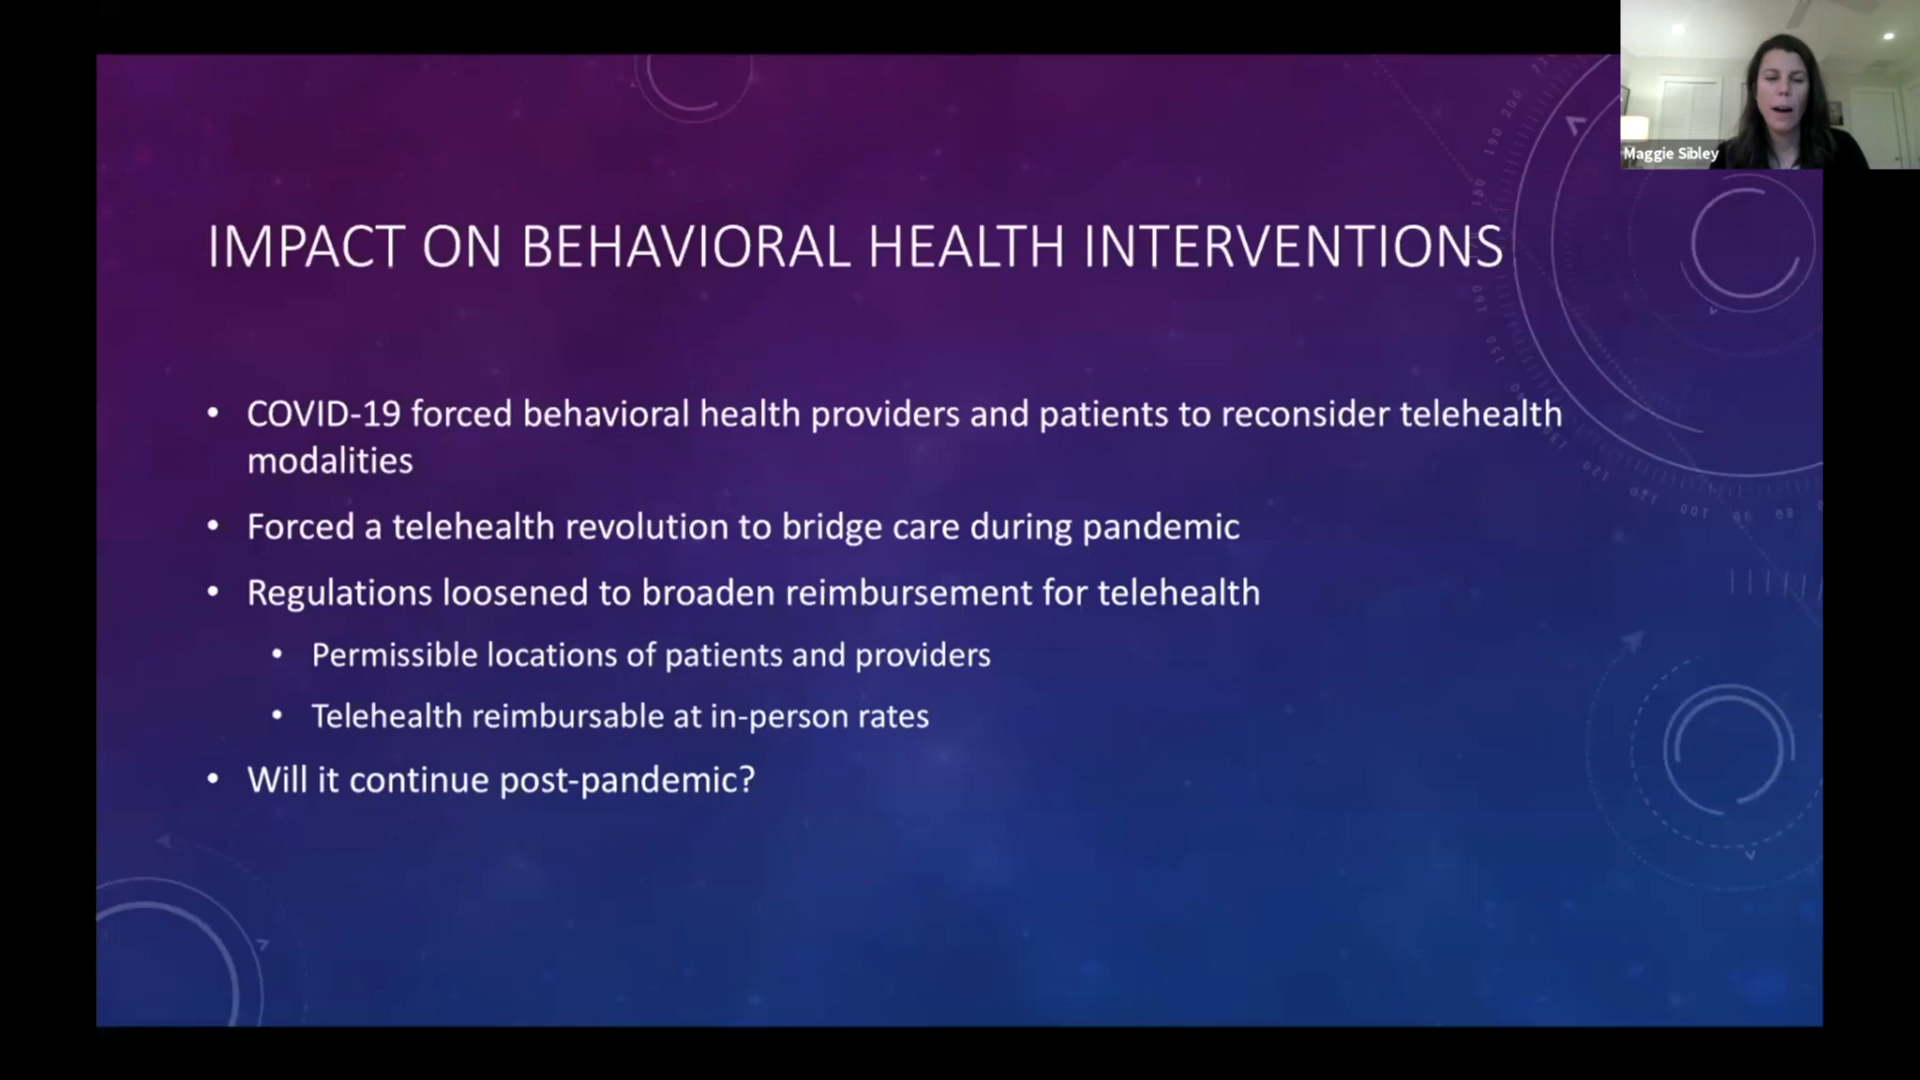 Maggie Sibley
IMPACT ON BEHAVIORAL HEALTH INTERVENTIONS
• COVID-19 forced behavioral health providers and patients to reconsider telehealth
modalities
• Forced a telehealth revolution to bridge care during pandemic
• Regulations loosened to broaden reimbursement for telehealth
• Permissible locations of patients and providers
• Telehealth reimbursable at in-person rates
• Will it continue post-pandemic?